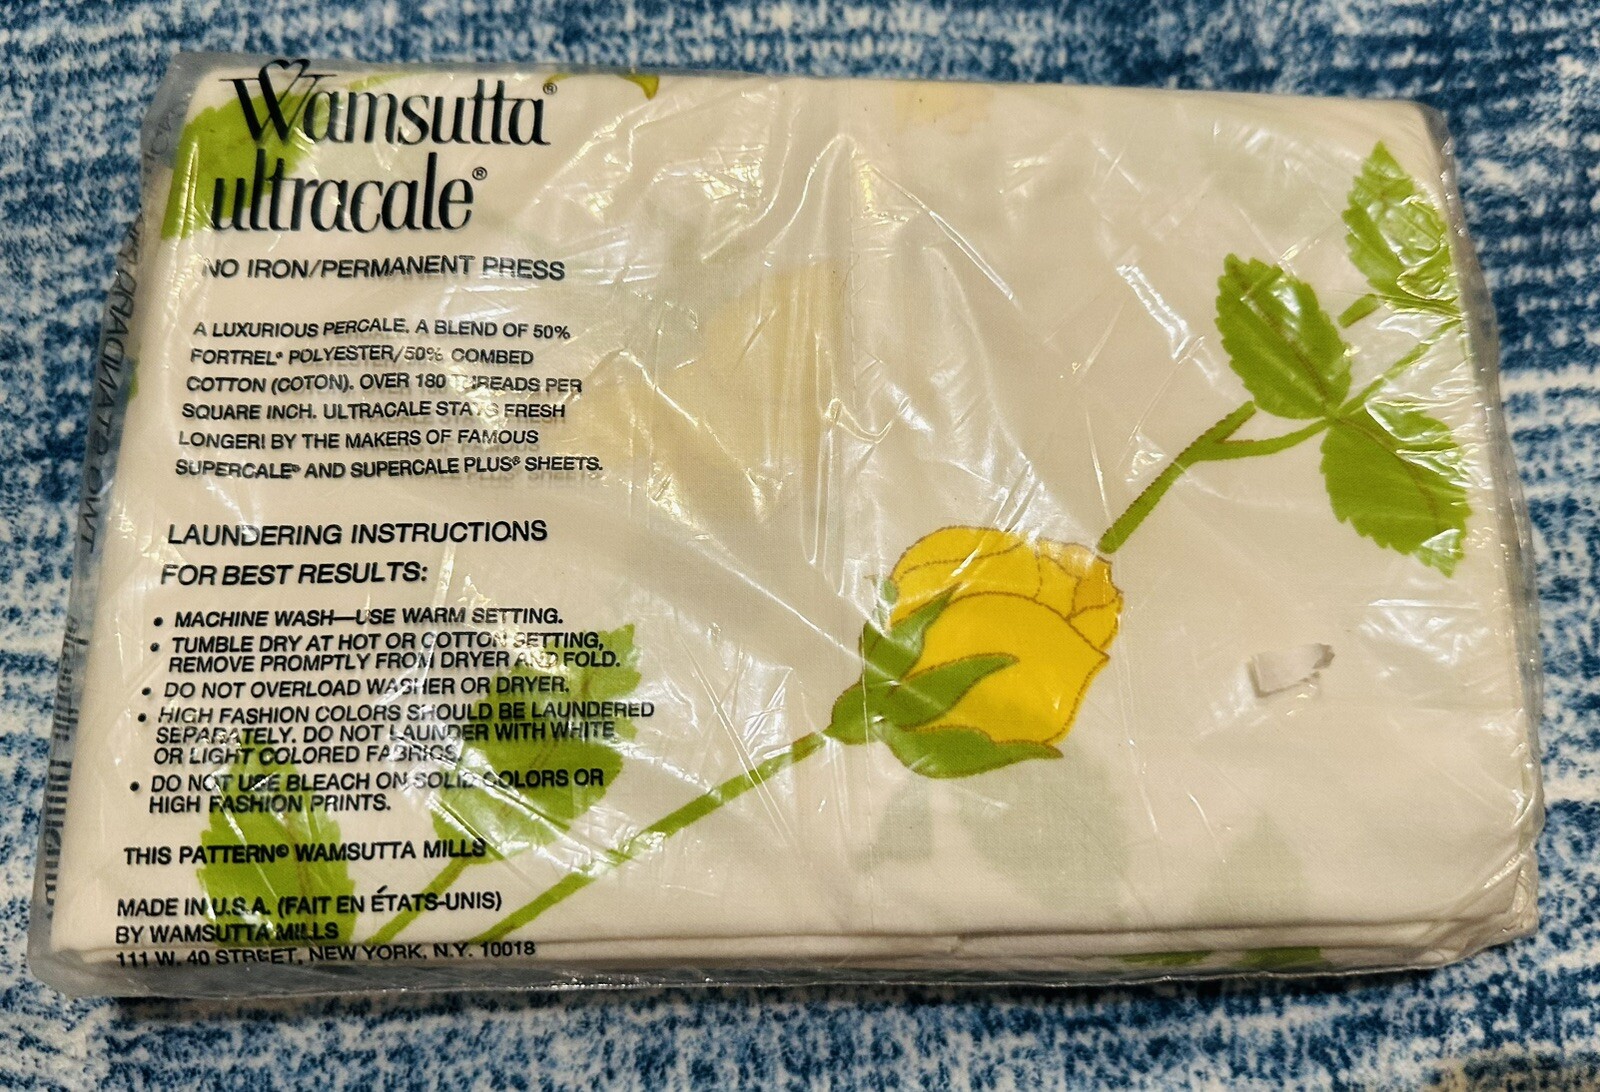 Wamsutta®
ultracale®
NO IRON/PERMANENT PRESS
A LUXURIOUS PERCALE. A BLEND OF 50%
FORTREL® POLYESTER/50% COMBED
COTTON (COTON). OVER 180 THREADS PER
SQUARE INCH. ULTRACALE STAYS FRESH
LONGER! BY THE MAKERS OF FAMOUS
SUPERCALE® AND SUPERCALE PLUS® SHEETS.
LAUNDERING INSTRUCTIONS
FOR BEST RESULTS:
• MACHINE WASH—USE WARM SETTING.
• TUMBLE DRY AT HOT OR COTTON SETTING,
REMOVE PROMPTLY FROM DRYER AND FOLD.
• DO NOT OVERLOAD WASHER OR DRYER.
• HIGH FASHION COLORS SHOULD BE LAUNDERED
SEPARATELY. DO NOT LAUNDER WITH WHITE
OR LIGHT COLORED FABRICS.
• DO NOT USE BLEACH ON SOLID COLORS OR
HIGH FASHION PRINTS.
THIS PATTERN© WAMSUTTA MILLS
MADE IN U.S.A. (FAIT EN ÉTATS-UNIS)
BY WAMSUTTA MILLS
111 W. 40 STREET, NEW YORK, N.Y. 10018